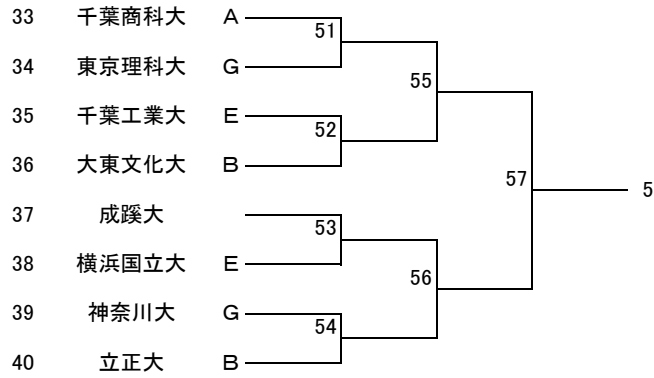 33 千葉商科大 A
51
34 東京理科大 G
55
35 千葉工業大 E
52
36 大東文化大 B
57
5
37 成蹊大
53
38 横浜国立大 E
56
39 神奈川大 G
54
40 立正大 B